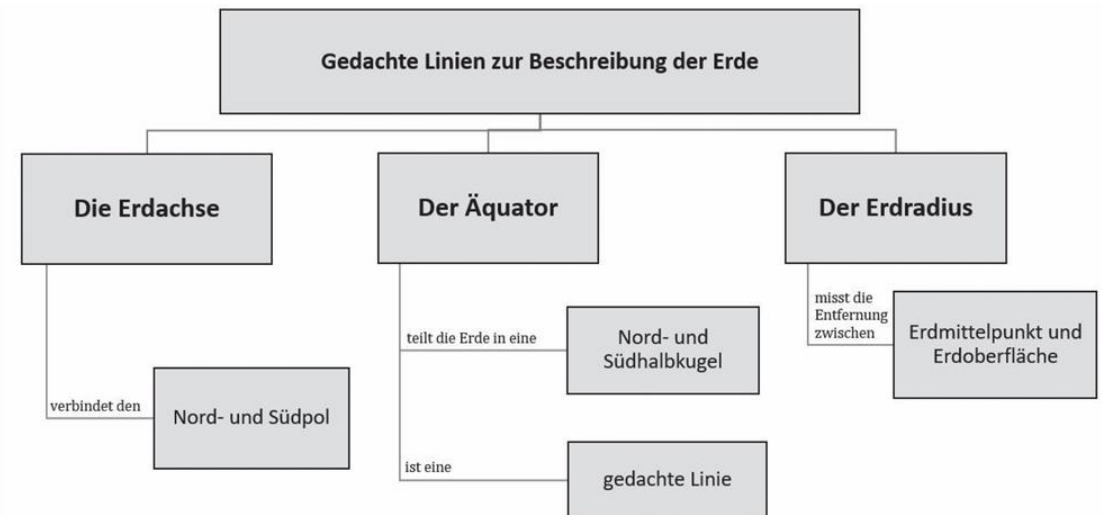 Gedachte Linien zur Beschreibung der Erde
Die Erdachse
Der Äquator
Der Erdradius
verbindet den
Nord- und Südpol
teilt die Erde in eine
Nord- und
Südhalbkugel
ist eine
gedachte Linie
misst die
Entfernung
zwischen
Erdmittelpunkt und
Erdoberfläche